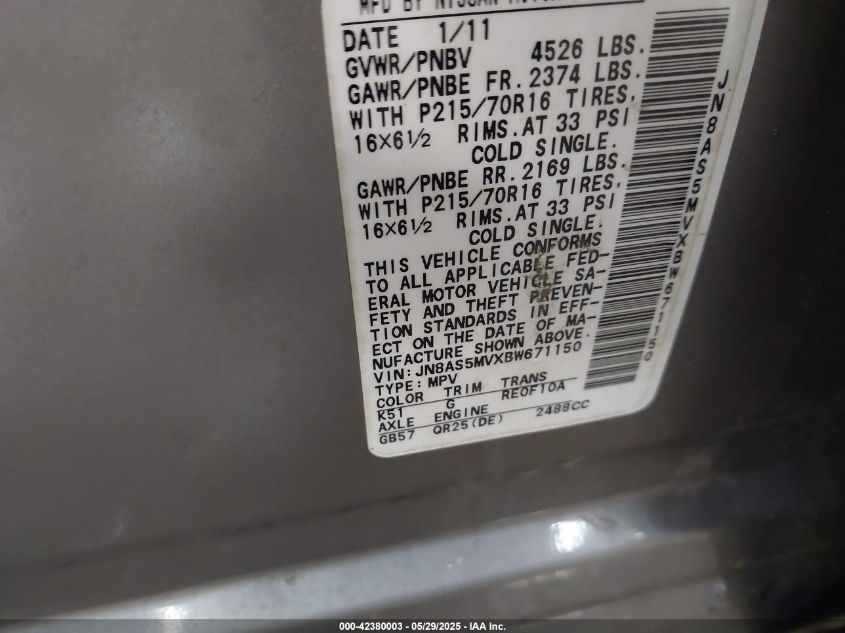 MFD BY NISSAN MOTOR
DATE 1/11
GVWR/PNBV 4526 LBS.
GAWR/PNBE FR. 2374 LBS.
WITH P215/70R16 TIRES,
16X6½ RIMS. AT 33 PSI
COLD SINGLE.
GAWR/PNBE RR. 2169 LBS.
WITH P215/70R16 TIRES,
16X6½ RIMS. AT 33 PSI
COLD SINGLE.
THIS VEHICLE CONFORMS
TO ALL APPLICABLE FED-
ERAL MOTOR VEHICLE SA-
FETY AND THEFT PREVEN-
TION STANDARDS IN EFF-
ECT ON THE DATE OF MA-
NUFACTURE SHOWN ABOVE.
VIN: JN8AS5MVXBW671150
TYPE: MPV
COLOR TRIM TRANS
K51 G RE0F10A
AXLE ENGINE
GB57 QR25(DE) 2488CC
JN8AS5MVXBW671150
000-42380003 - 05/29/2025 - IAA Inc.